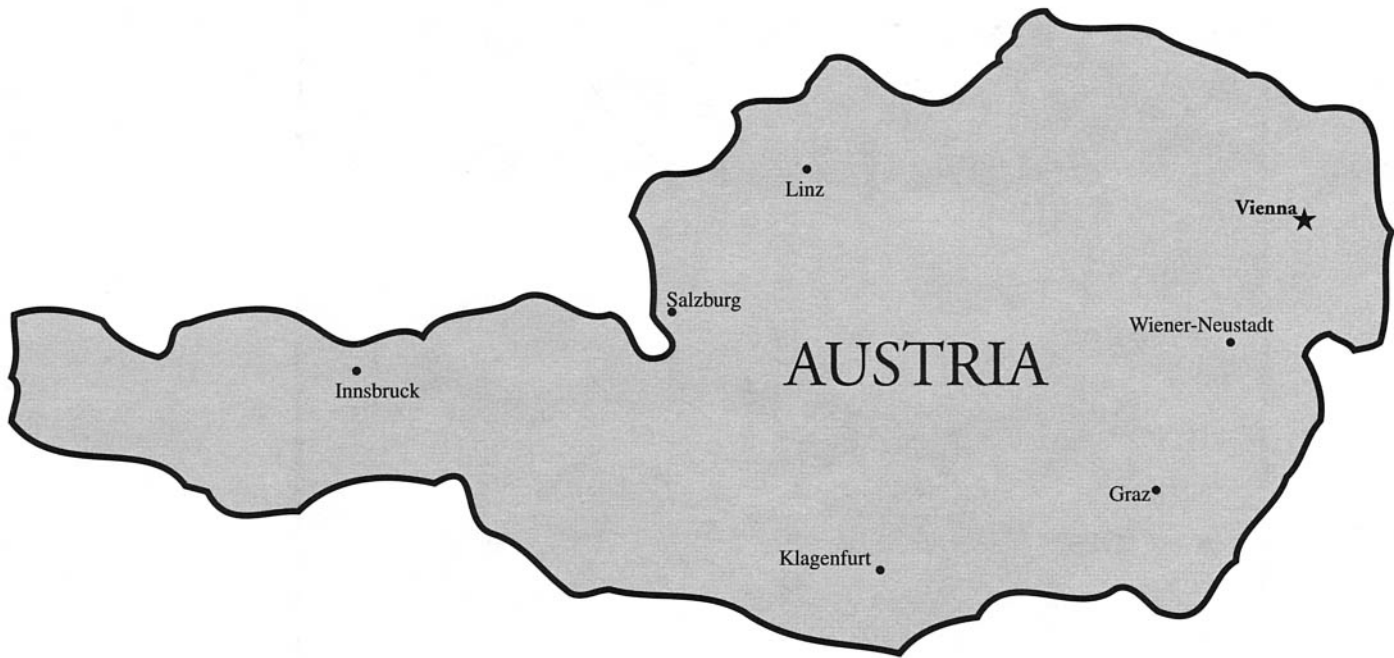 Linz
Vienna
Salzburg
Wiener-Neustadt
AUSTRIA
Innsbruck
Graz
Klagenfurt